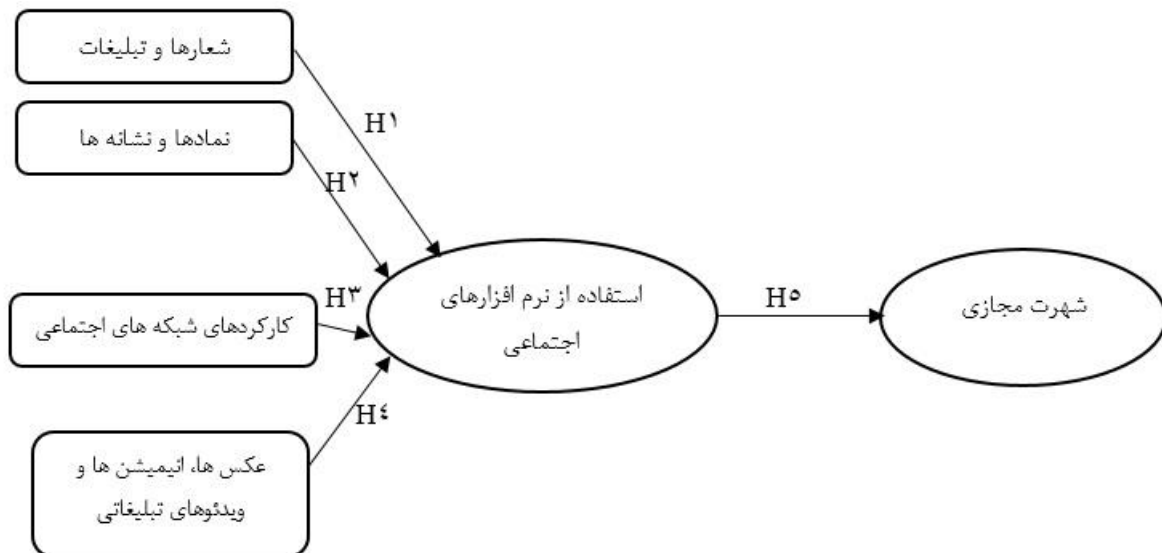 شعارها و تبلیغات
H۱
نمادها و نشانه ها
H۲
کارکردهای شبکه های اجتماعی
H۳
عکس ها، انیمیشن ها و
ویدئوهای تبلیغاتی
H٤
استفاده از نرم افزارهای
اجتماعی
H٥
شهرت مجازی